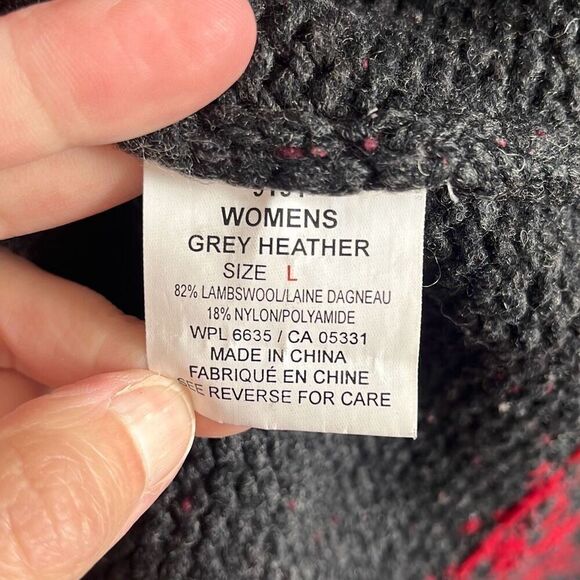 WOMENS
GREY HEATHER
SIZE L
82% LAMBSWOOL/LAINE DAGNEAU
18% NYLON/POLYAMIDE
WPL 6635 / CA 05331
MADE IN CHINA
FABRIQUÉ EN CHINE
SEE REVERSE FOR CARE